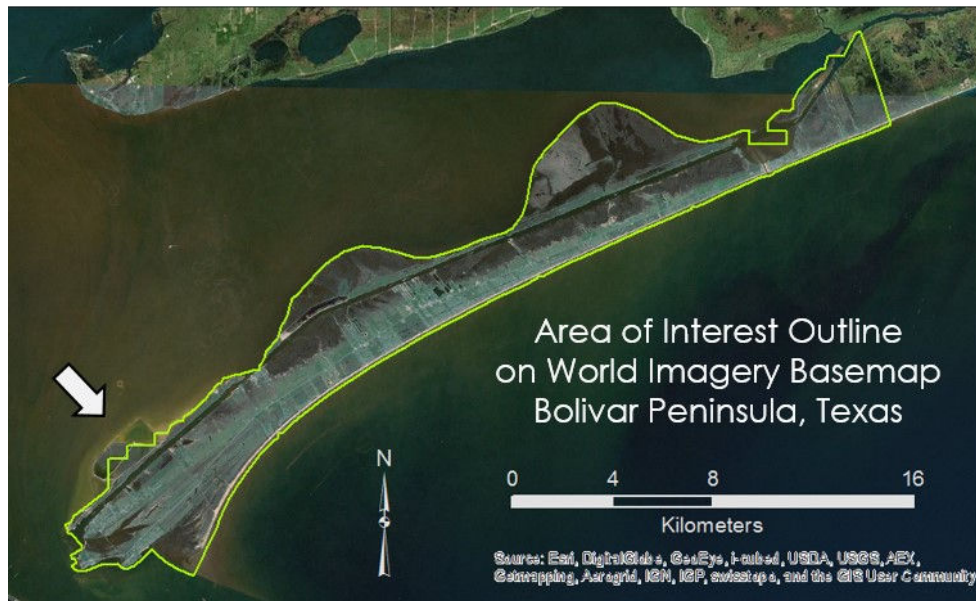 Area of Interest Outline
on World Imagery Basemap
Bolivar Peninsula, Texas
N
0 4 8 16
Kilometers
Source: Esri, DigitalGlobe, GeoEye, i-cubed, USDA, USGS, AEX,
Getmapping, Aerogrid, IGN, IGP, swisstopo, and the GIS User Community